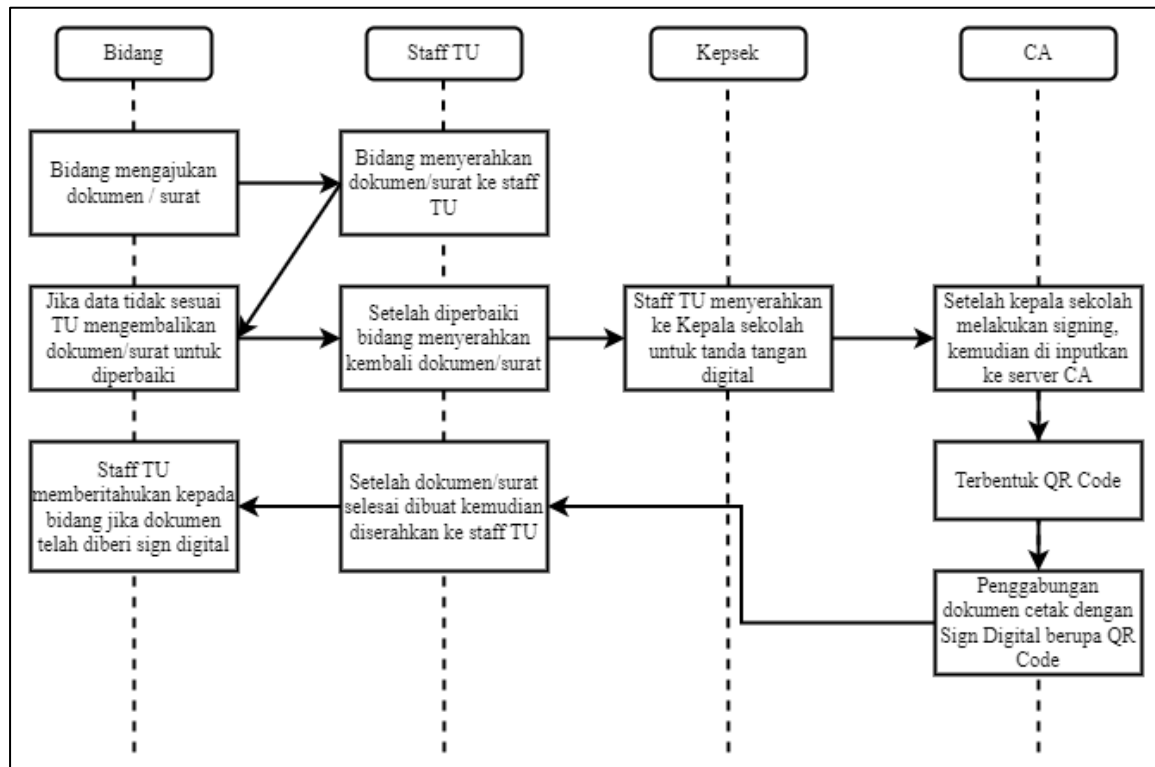 Bidang
Staff TU
Kepsek
CA
Bidang mengajukan
dokumen / surat
Bidang menyerahkan
dokumen/surat ke staff
TU
Jika data tidak sesuai
TU mengembalikan
dokumen/surat untuk
diperbaiki
Setelah diperbaiki
bidang menyerahkan
kembali dokumen/surat
Staff TU menyerahkan
ke Kepala sekolah
untuk tanda tangan
digital
Setelah kepala sekolah
melakukan signing,
kemudian di inputkan
ke server CA
Staff TU
memberitahukan kepada
bidang jika dokumen
telah diberi sign digital
Setelah dokumen/surat
selesai dibuat kemudian
diserahkan ke staff TU
Terbentuk QR Code
Penggabungan
dokumen cetak dengan
Sign Digital berupa QR
Code